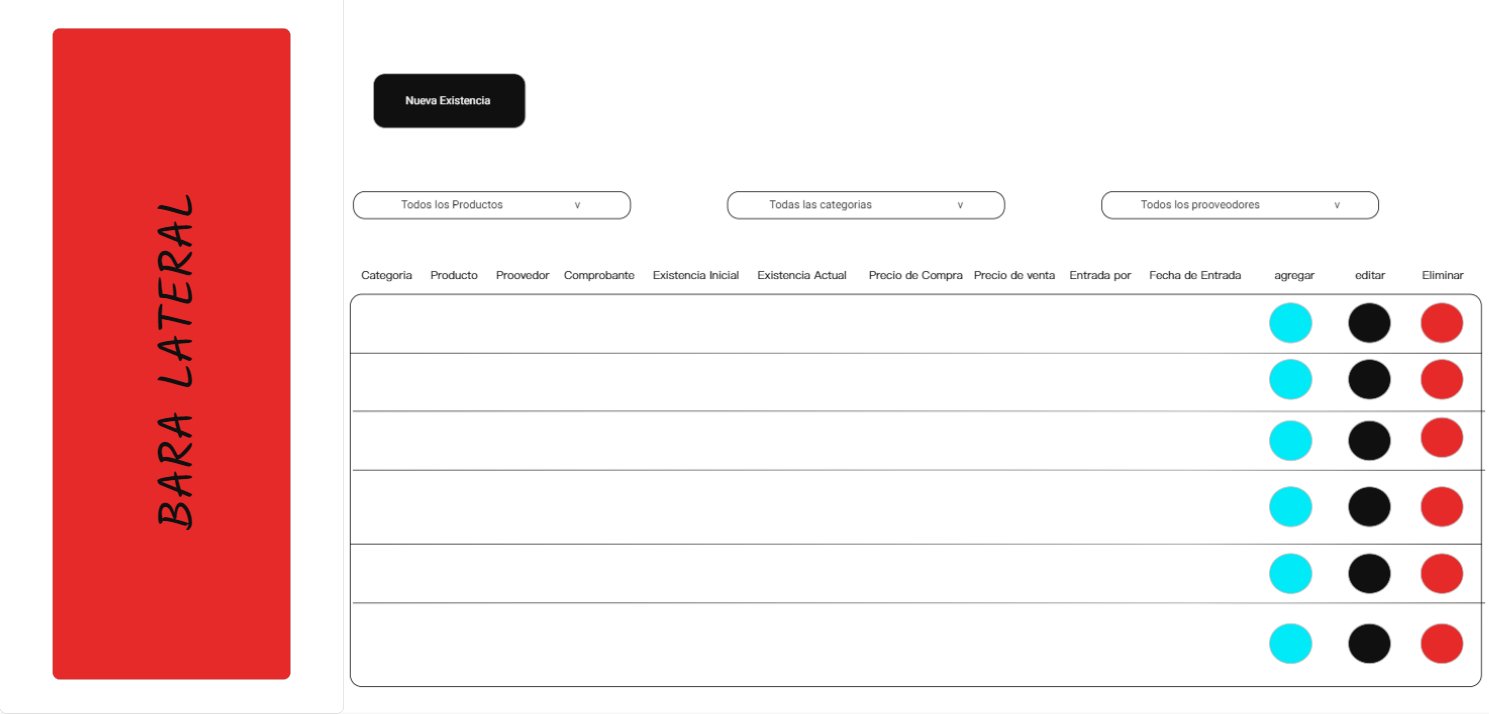 BARA LATERAL
Nueva Existencia
Todos los Productos v
Todas las categorias v
Todos los prooveodores v
Categoria Producto Proovedor Comprobante Existencia Inicial Existencia Actual Precio de Compra Precio de venta Entrada por Fecha de Entrada agregar editar Eliminar